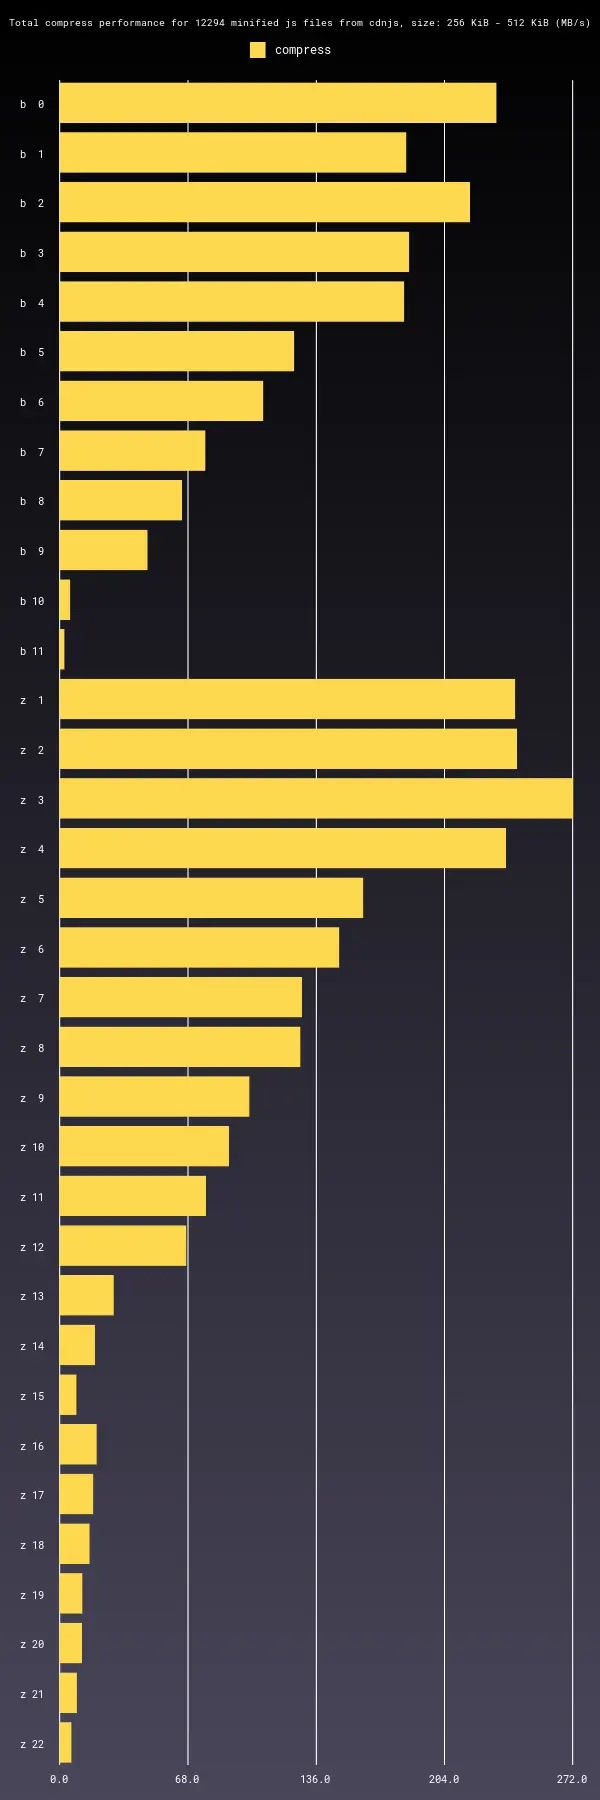 Total compress performance for 12294 minified js files from cdnjs, size: 256 KiB - 512 KiB (MB/s)
compress
b 0
b 1
b 2
b 3
b 4
b 5
b 6
b 7
b 8
b 9
b 10
b 11
z 1
z 2
z 3
z 4
z 5
z 6
z 7
z 8
z 9
z 10
z 11
z 12
z 13
z 14
z 15
z 16
z 17
z 18
z 19
z 20
z 21
z 22
0.0 68.0 136.0 204.0 272.0